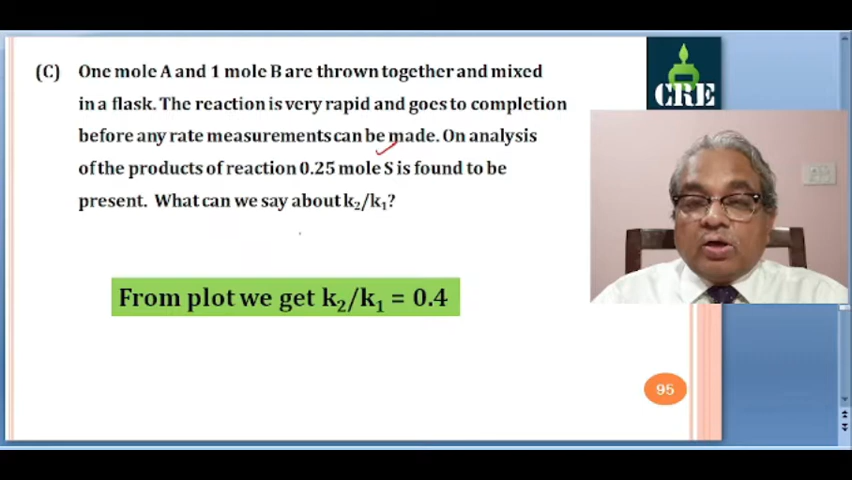 (C) One mole A and 1 mole B are thrown together and mixed
in a flask. The reaction is very rapid and goes to completion
before any rate measurements can be made. On analysis
of the products of reaction 0.25 mole S is found to be
present. What can we say about k₂/k₁?
CRE
From plot we get k₂/k₁ = 0.4
95